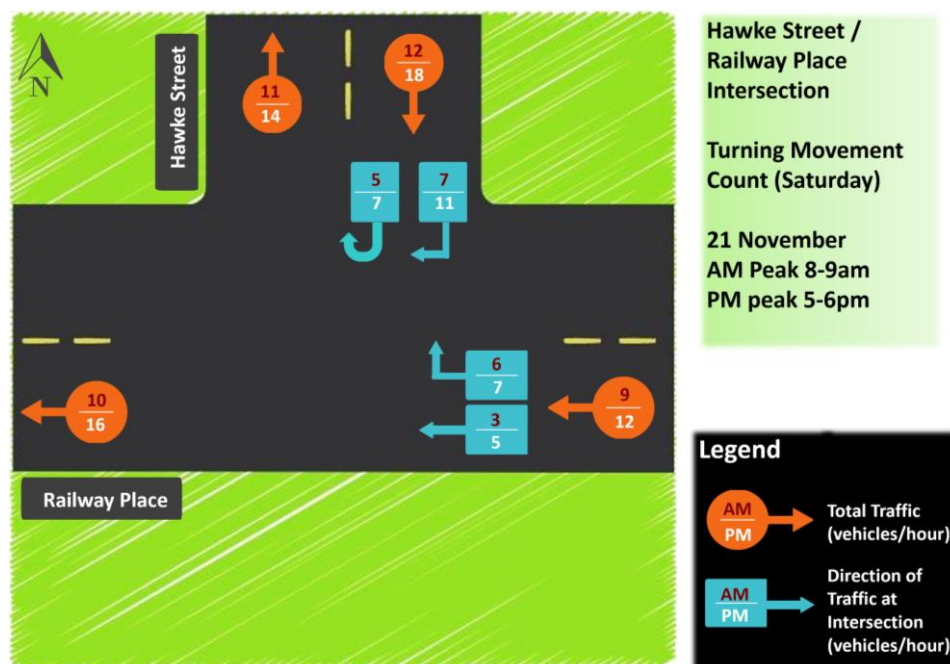 N
Hawke Street
11
14
12
18
5
7
7
11
6
7
3
5
9
12
10
16
Railway Place
Hawke Street /
Railway Place
Intersection
Turning Movement
Count (Saturday)
21 November
AM Peak 8-9am
PM peak 5-6pm
Legend
AM
PM
Total Traffic
(vehicles/hour)
AM
PM
Direction of
Traffic at
Intersection
(vehicles/hour)